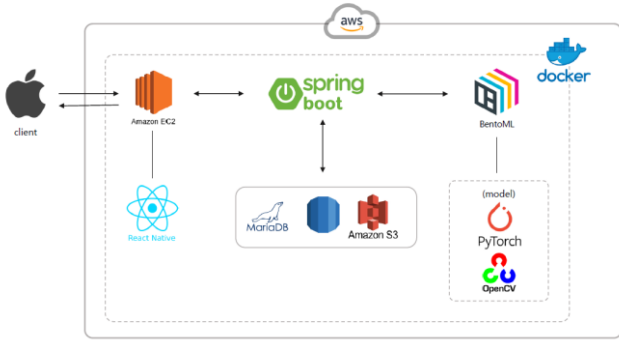 aws
docker
client
Amazon EC2
spring
boot
BentoML
React Native
MariaDB
Amazon S3
(model)
PyTorch
OpenCV